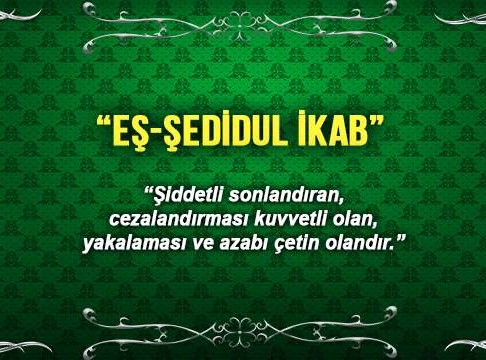 “EŞ-ŞEDİDUL İKAB”
“Şiddetli sonlandıran,
cezalandırması kuvvetli olan,
yakalaması ve azabı çetin olandır.”